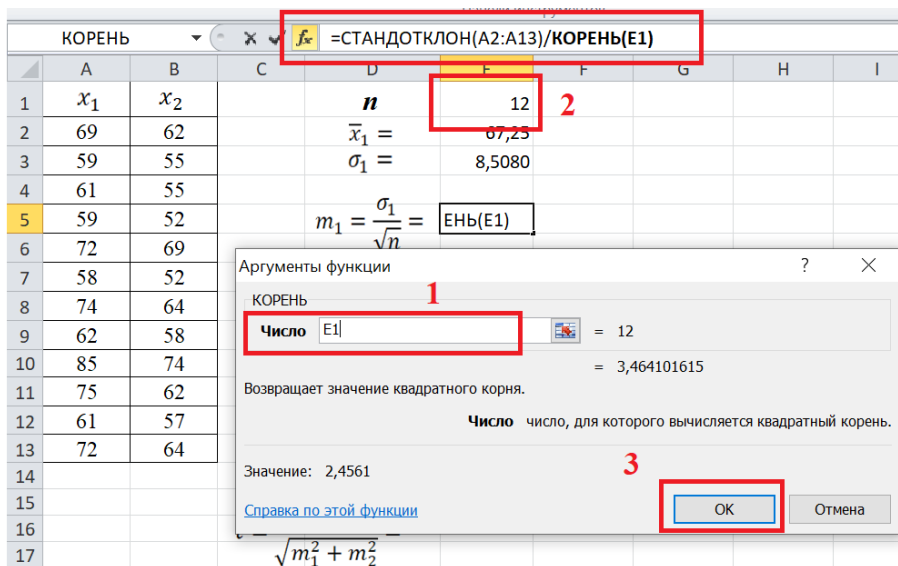 КОРЕНЬ fx =СТАНДОТКЛОН(A2:A13)/КОРЕНЬ(E1)
A B C D E F G H I
1 x₁ x₂ n 12 2
2 69 62 x̅₁ = 67,25
3 59 55 σ₁ = 8,5080
4 61 55
5 59 52 m₁ = σ₁/√n = ЕНЬ(E1)
6 72 69
7 58 52
8 74 64
9 62 58
10 85 74
11 75 62
12 61 57
13 72 64
14
15
16
17 √m₁² + m₂²
Аргументы функции ? ×
КОРЕНЬ 1
Число E1 = 12
= 3,464101615
Возвращает значение квадратного корня.
Число число, для которого вычисляется квадратный корень.
Значение: 2,4561 3
Справка по этой функции OK Отмена